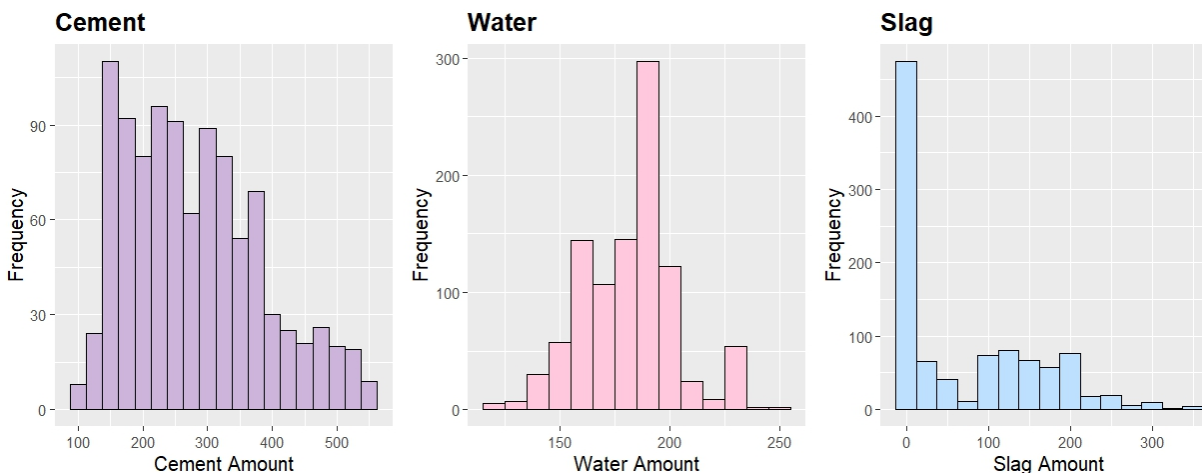 Cement
Frequency
90
60
30
0
100 200 300 400 500
Cement Amount
Water
Frequency
300
200
100
0
150 200 250
Water Amount
Slag
Frequency
400
300
200
100
0
0 100 200 300
Slag Amount